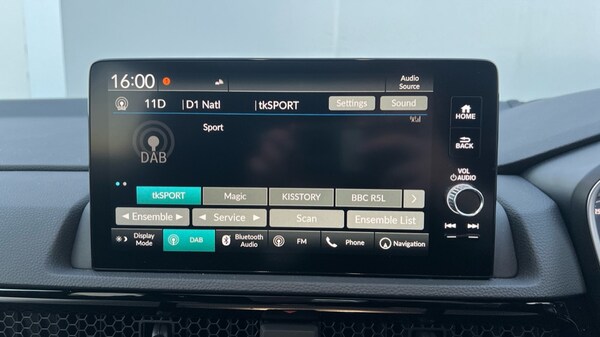 16:00
Audio Source
DAB 11D D1 Natl tkSPORT Settings Sound
Sport
DAB
tkSPORT Magic KISSTORY BBC R5L
Ensemble Service Scan Ensemble List
Display Mode DAB Bluetooth Audio FM Phone Navigation
HOME
BACK
VOL
AUDIO